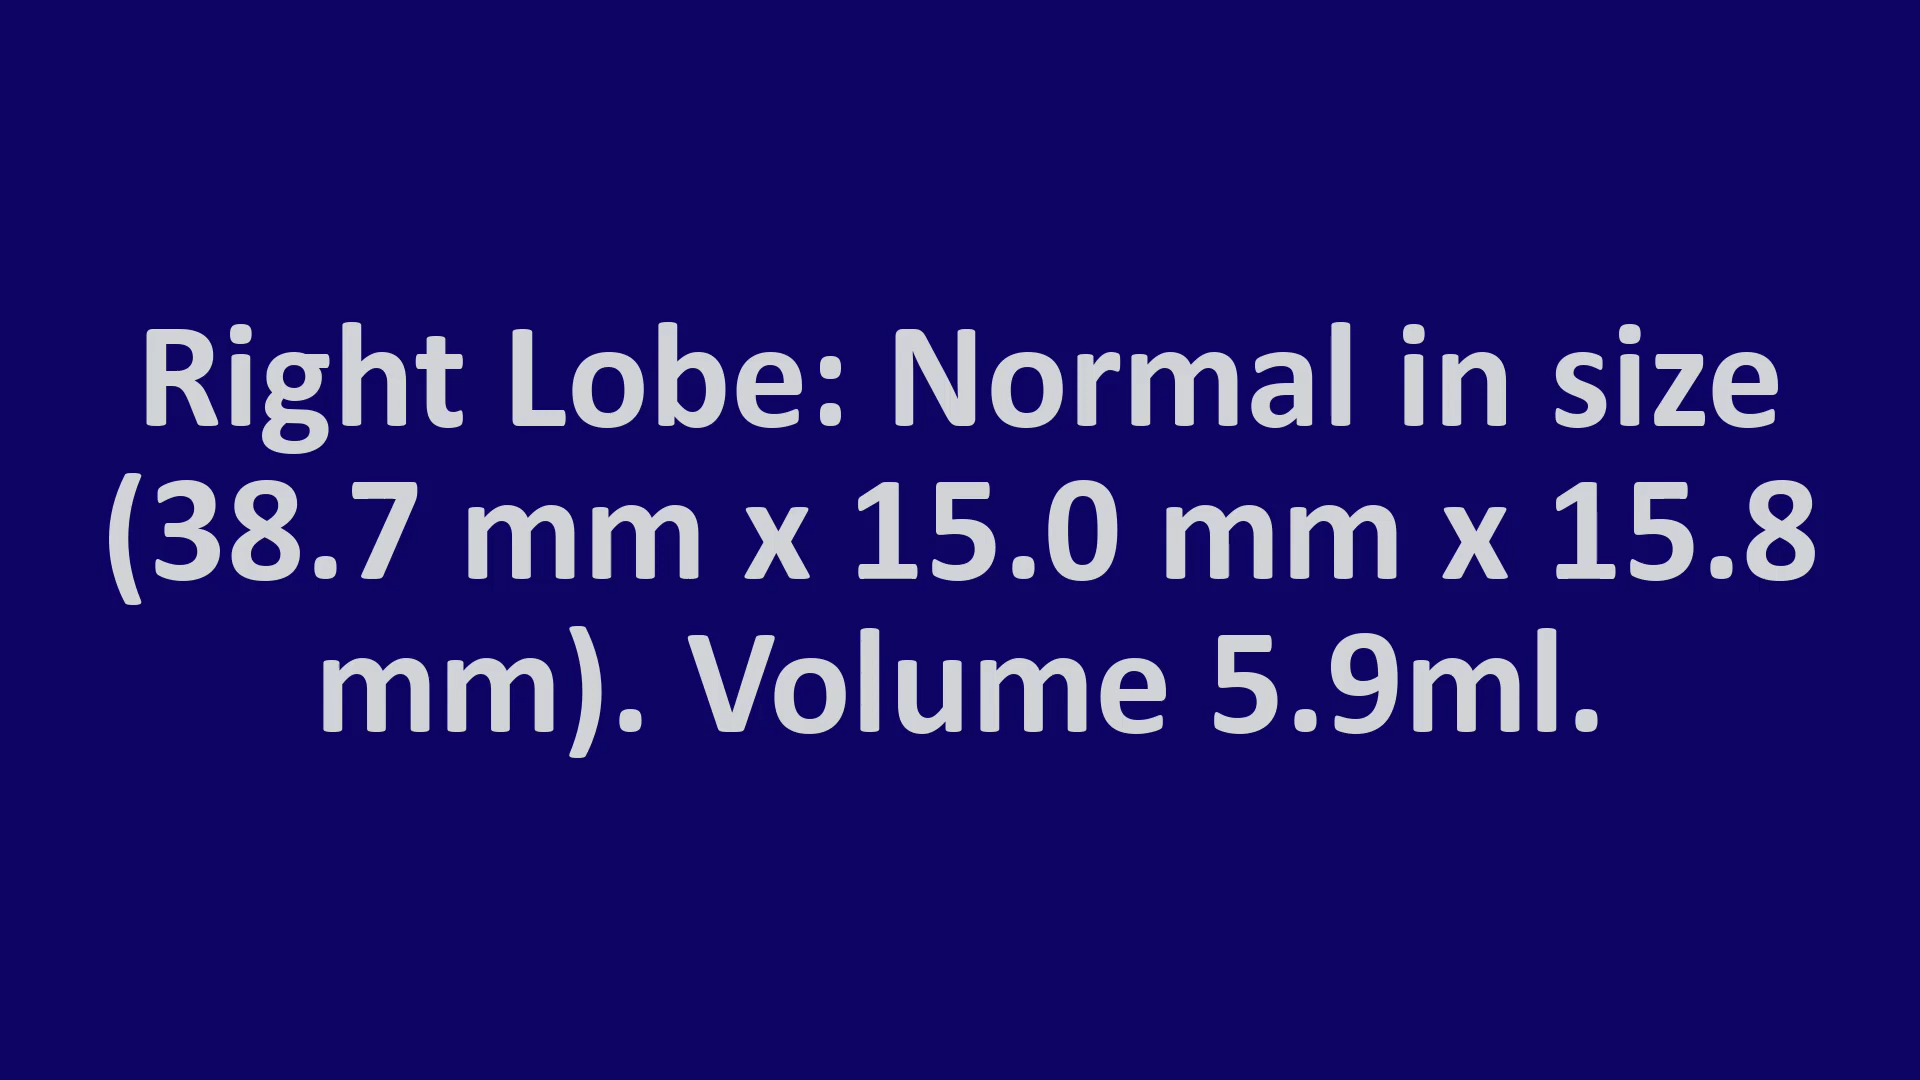 Right Lobe: Normal in size
(38.7 mm x 15.0 mm x 15.8
mm). Volume 5.9ml.